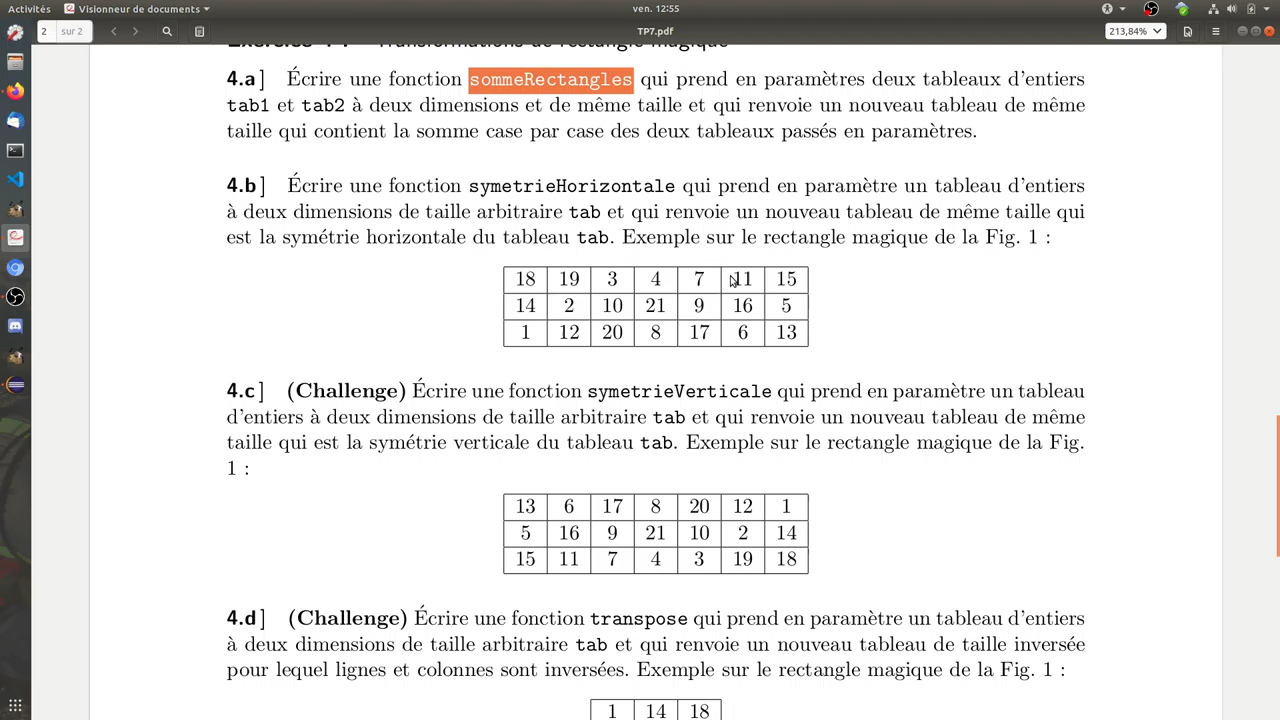 Activités
Visionneur de documents
ven. 12:55
2 sur 2
TP7.pdf
213,84%
Transformations de rectangle magique
4.a] Écrire une fonction sommeRectangles qui prend en paramètres deux tableaux d'entiers
tab1 et tab2 à deux dimensions et de même taille et qui renvoie un nouveau tableau de même
taille qui contient la somme case par case des deux tableaux passés en paramètres.
4.b] Écrire une fonction symetrieHorizontale qui prend en paramètre un tableau d'entiers
à deux dimensions de taille arbitraire tab et qui renvoie un nouveau tableau de même taille qui
est la symétrie horizontale du tableau tab. Exemple sur le rectangle magique de la Fig. 1 :
18 19 3 4 7 11 15
14 2 10 21 9 16 5
1 12 20 8 17 6 13
4.c] (Challenge) Écrire une fonction symetrieVerticale qui prend en paramètre un tableau
d'entiers à deux dimensions de taille arbitraire tab et qui renvoie un nouveau tableau de même
taille qui est la symétrie verticale du tableau tab. Exemple sur le rectangle magique de la Fig.
1 :
13 6 17 8 20 12 1
5 16 9 21 10 2 14
15 11 7 4 3 19 18
4.d] (Challenge) Écrire une fonction transpose qui prend en paramètre un tableau d'entiers
à deux dimensions de taille arbitraire tab et qui renvoie un nouveau tableau de taille inversée
pour lequel lignes et colonnes sont inversées. Exemple sur le rectangle magique de la Fig. 1 :
1 14 18